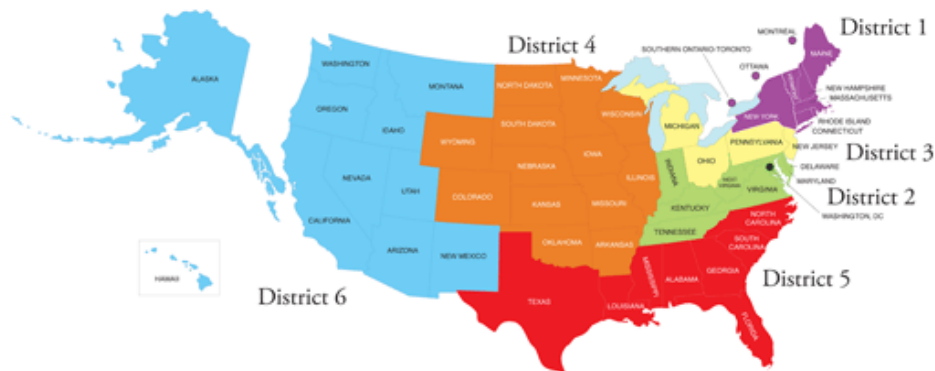 District 1
MONTRÉAL
District 4
SOUTHERN ONTARIO-TORONTO
MAINE
OTTAWA
WASHINGTON
ALASKA
MONTANA
NORTH DAKOTA
MINNESOTA
VERMONT
NEW HAMPSHIRE
MASSACHUSETTS
OREGON
IDAHO
SOUTH DAKOTA
WISCONSIN
MICHIGAN
NEW YORK
RHODE ISLAND
CONNECTICUT
WYOMING
PENNSYLVANIA
NEW JERSEY
District 3
NEBRASKA
IOWA
OHIO
DELAWARE
NEVADA
UTAH
COLORADO
ILLINOIS
INDIANA
WEST VIRGINIA
MARYLAND
KANSAS
MISSOURI
VIRGINIA
District 2
KENTUCKY
WASHINGTON, DC
CALIFORNIA
NORTH CAROLINA
TENNESSEE
ARIZONA
NEW MEXICO
OKLAHOMA
ARKANSAS
SOUTH CAROLINA
HAWAII
MISSISSIPPI
ALABAMA
GEORGIA
District 5
District 6
TEXAS
LOUISIANA
FLORIDA